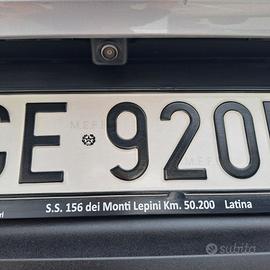 GE 920
S.S. 156 dei Monti Lepini Km. 50.200 Latina
subito